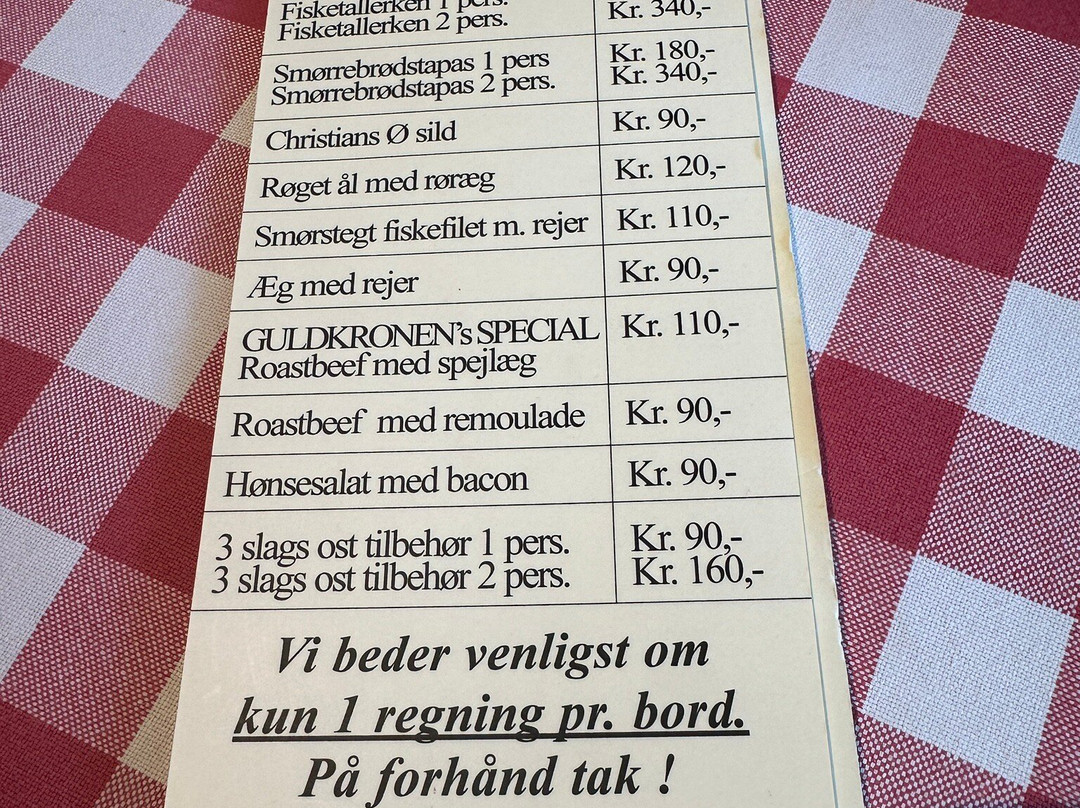 Fisketallerken 1 pers.
Fisketallerken 2 pers. Kr. 340,-
Smørrebrødstapas 1 pers Kr. 180,-
Smørrebrødstapas 2 pers. Kr. 340,-
Christians Ø sild Kr. 90,-
Røget ål med røræg Kr. 120,-
Smørstegt fiskefilet m. rejer Kr. 110,-
Æg med rejer Kr. 90,-
GULDKRONEN's SPECIAL Kr. 110,-
Roastbeef med spejlæg
Roastbeef med remoulade Kr. 90,-
Hønsesalat med bacon Kr. 90,-
3 slags ost tilbehør 1 pers. Kr. 90,-
3 slags ost tilbehør 2 pers. Kr. 160,-
Vi beder venligst om
kun 1 regning pr. bord.
På forhånd tak !